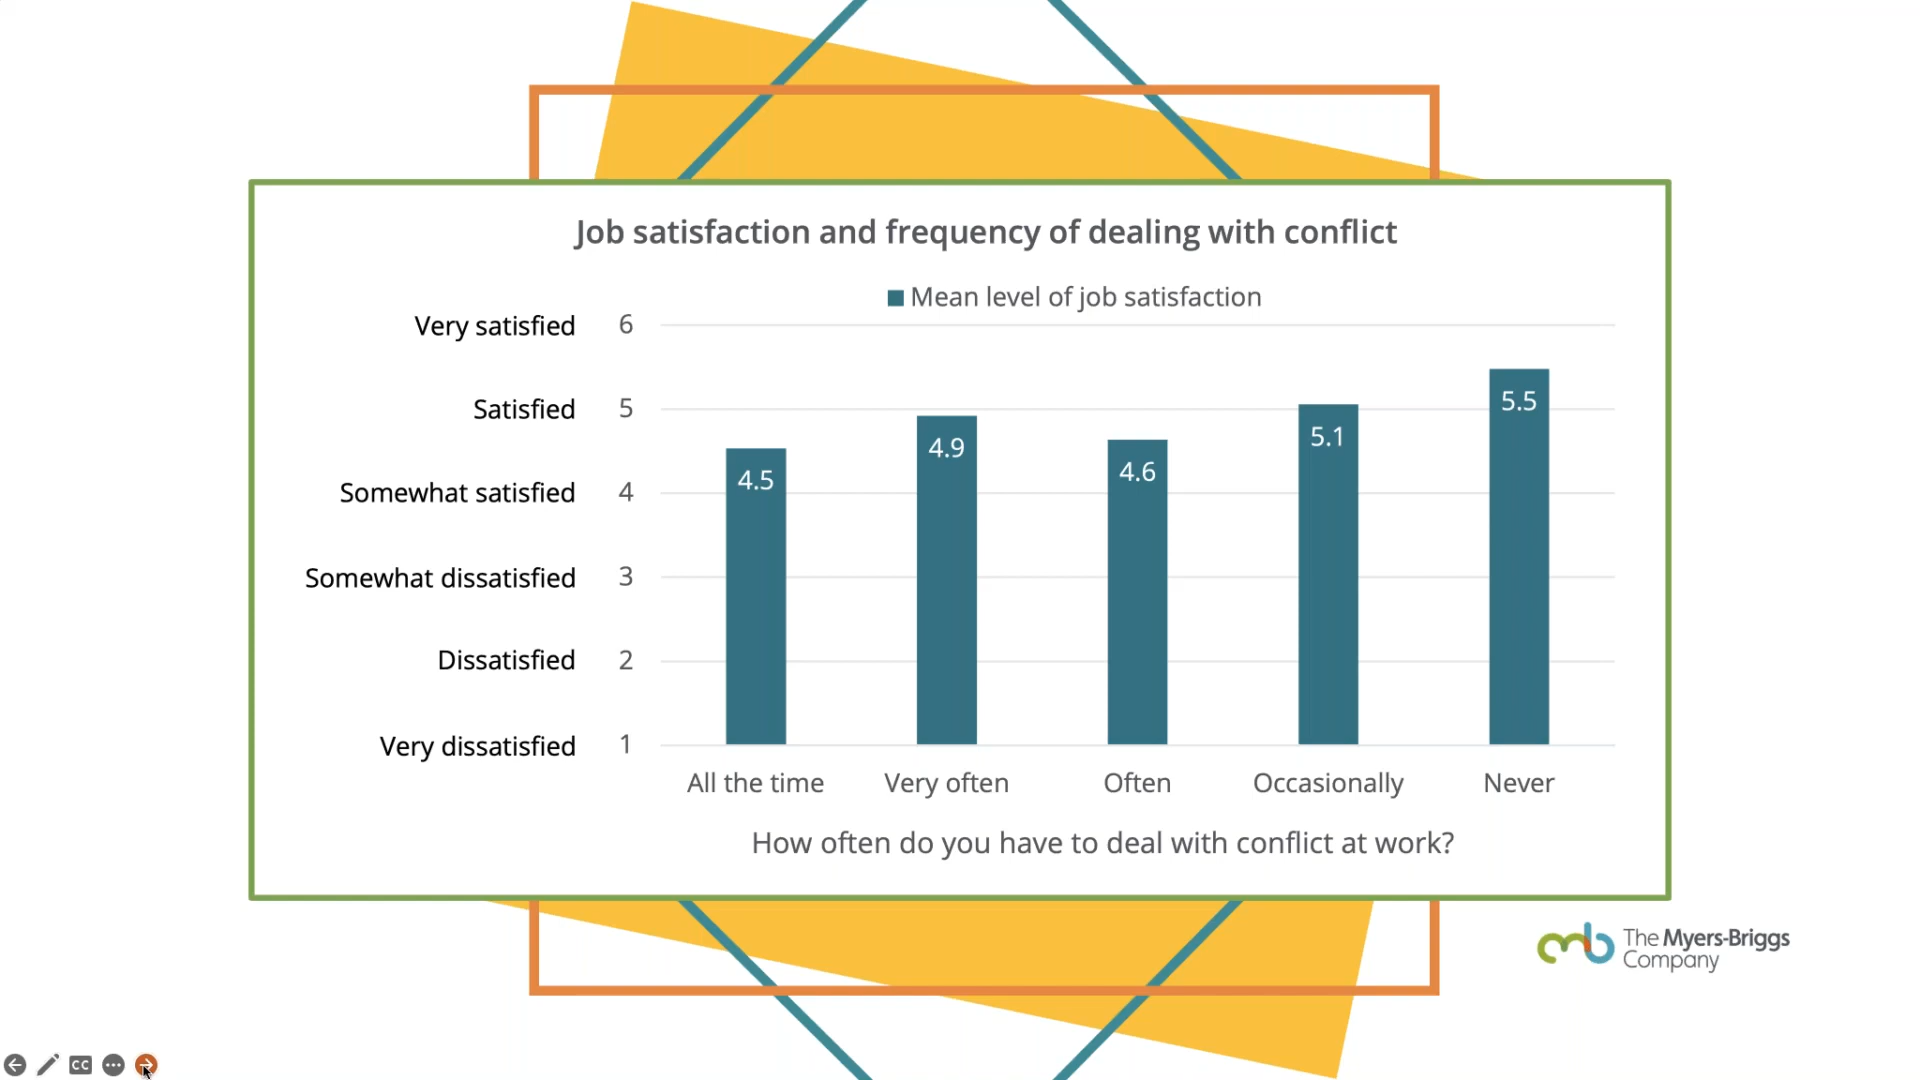 Job satisfaction and frequency of dealing with conflict
Mean level of job satisfaction
Very satisfied 6
Satisfied 5
Somewhat satisfied 4
Somewhat dissatisfied 3
Dissatisfied 2
Very dissatisfied 1
4.5 4.9 4.6 5.1 5.5
All the time Very often Often Occasionally Never
How often do you have to deal with conflict at work?
The Myers-Briggs
Company
CC